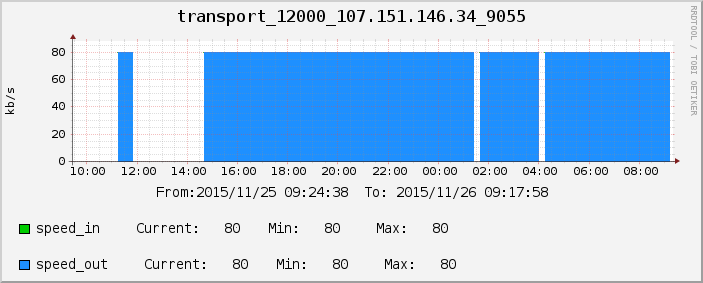 transport_12000_107.151.146.34_9055
RRDTOOL / TOBI OETIKER
kb/s
80
60
40
20
0
10:00 12:00 14:00 16:00 18:00 20:00 22:00 00:00 02:00 04:00 06:00 08:00
From:2015/11/25 09:24:38 To: 2015/11/26 09:17:58
speed_in Current: 80 Min: 80 Max: 80
speed_out Current: 80 Min: 80 Max: 80